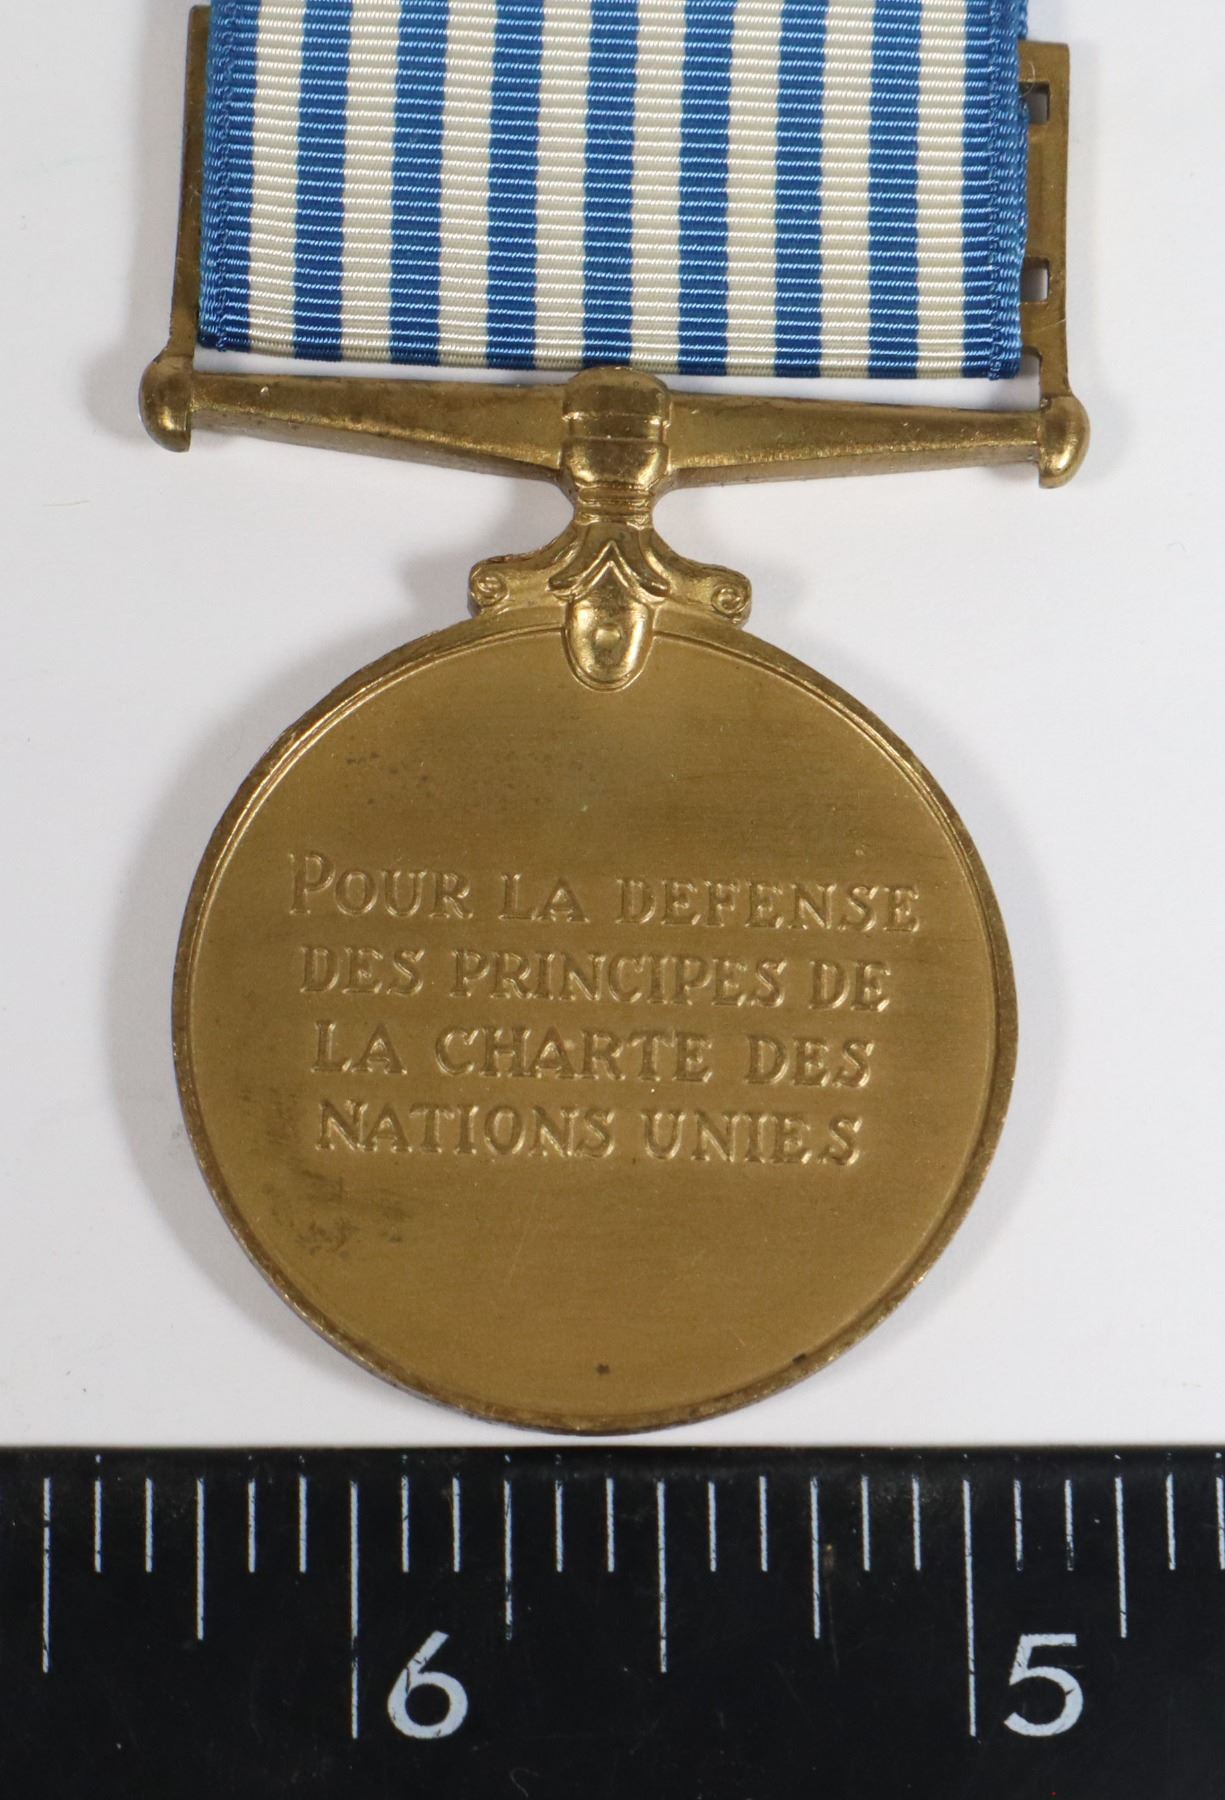 POUR LA DEFENSE
DES PRINCIPES DE
LA CHARTE DES
NATIONS UNIES
6 5